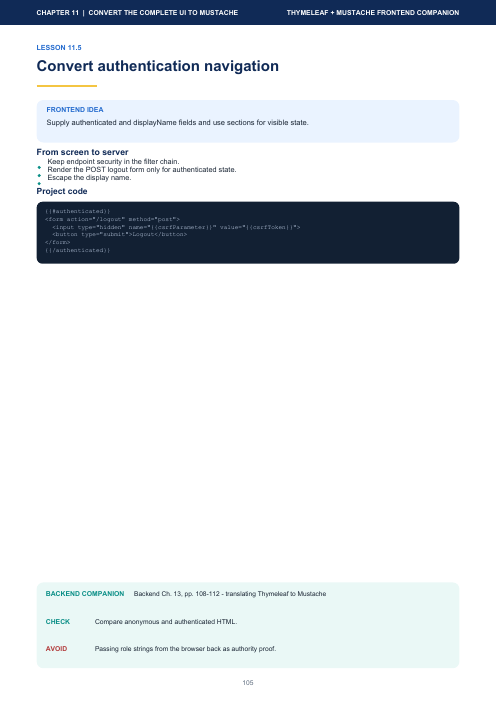 CHAPTER 11 | CONVERT THE COMPLETE UI TO MUSTACHE
THYMELEAF + MUSTACHE FRONTEND COMPANION
LESSON 11.5
Convert authentication navigation
FRONTEND IDEA
Supply authenticated and displayName fields and use sections for visible state.
From screen to server
Keep endpoint security in the filter chain.
Render the POST logout form only for authenticated state.
Escape the display name.
Project code
{{#authenticated}}
<form action="/logout" method="post">
  <input type="hidden" name="{{csrfParameter}}" value="{{csrfToken}}">
  <button type="submit">Logout</button>
</form>
{{/authenticated}}
BACKEND COMPANION Backend Ch. 13, pp. 108-112 - translating Thymeleaf to Mustache
CHECK Compare anonymous and authenticated HTML.
AVOID Passing role strings from the browser back as authority proof.
105